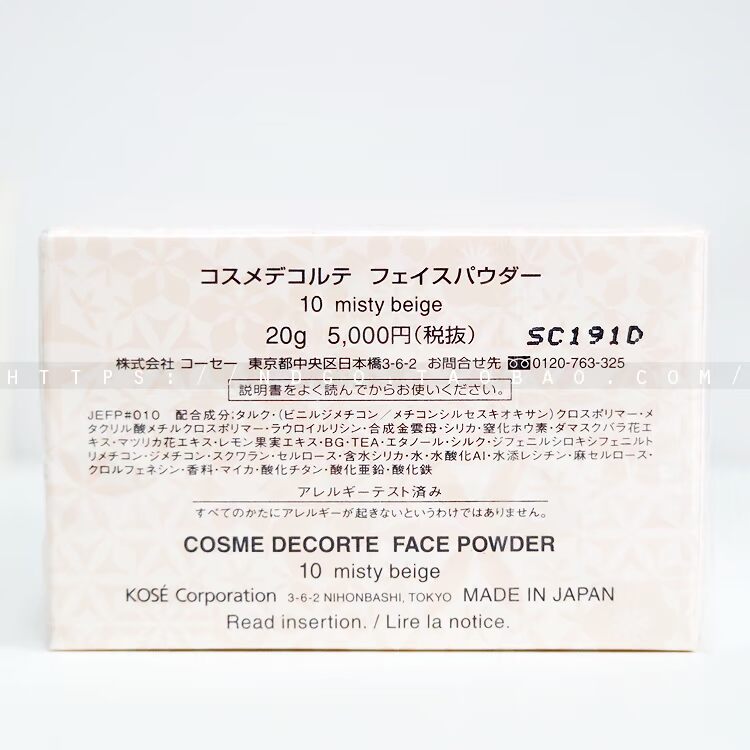 コスメデコルテ フェイスパウダー
10 misty beige
20g 5,000円(税抜) SC191D
株式会社 コーセー 東京都中央区日本橋3-6-2 お問合せ先 0120-763-325
HTTPS://NDGO.TAOBAO.COM/
説明書をよく読んでからお使いください。
JEFP#010 配合成分:タルク・(ビニルジメチコン/メチコンシルセスキオキサン)クロスポリマー・メ
タクリル酸メチルクロスポリマー・ラウロイルリシン・合成金雲母・シリカ・窒化ホウ素・ダマスクバラ花エ
キス・マツリカ花エキス・レモン果実エキス・BG・TEA・エタノール・シルク・ジフェニルシロキシフェニルト
リメチコン・ジメチコン・スクワラン・セルロース・含水シリカ・水・水酸化Al・水添レシチン・麻セルロース・
クロルフェネシン・香料・マイカ・酸化チタン・酸化亜鉛・酸化鉄
アレルギーテスト済み
すべてのかたにアレルギーが起きないというわけではありません。
COSME DECORTE FACE POWDER
10 misty beige
KOSÉ Corporation 3-6-2 NIHONBASHI, TOKYO MADE IN JAPAN
Read insertion. / Lire la notice.